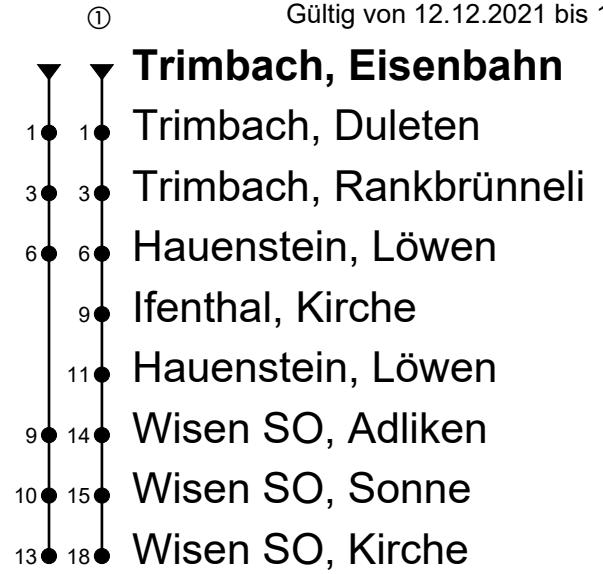 ① Gültig von 12.12.2021 bis 1
Trimbach, Eisenbahn
1 1 Trimbach, Duleten
3 3 Trimbach, Rankbrünneli
6 6 Hauenstein, Löwen
9 Ifenthal, Kirche
11 Hauenstein, Löwen
9 14 Wisen SO, Adliken
10 15 Wisen SO, Sonne
13 18 Wisen SO, Kirche